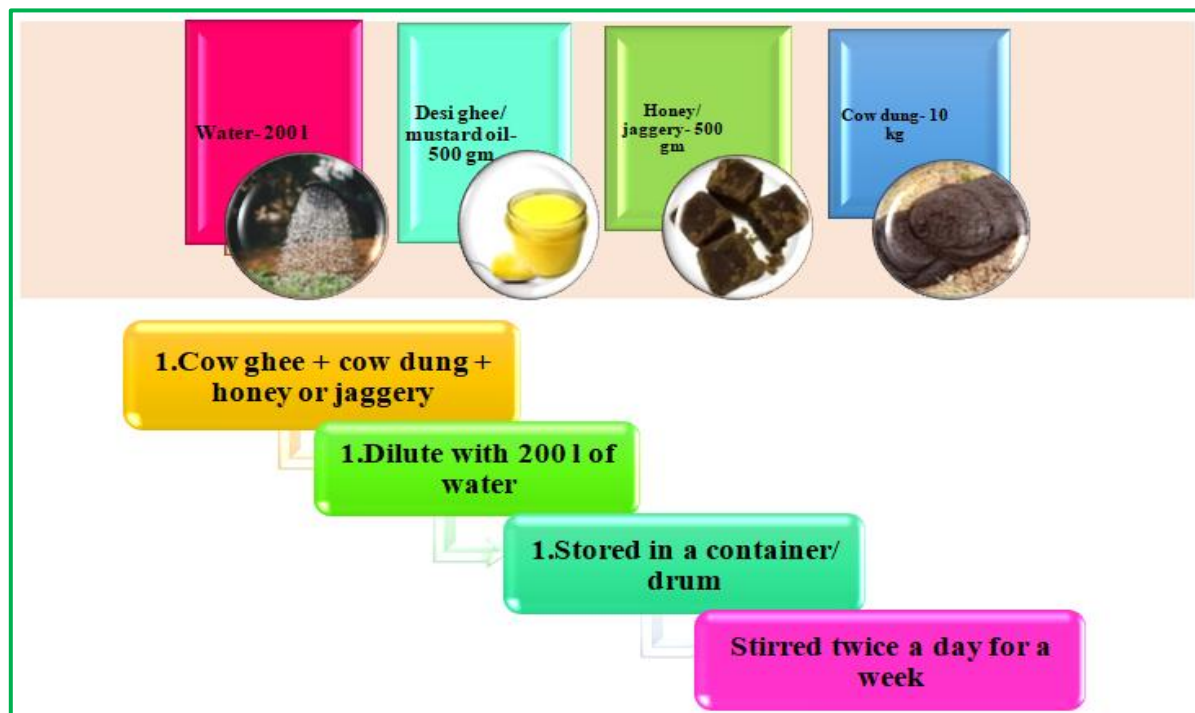 Water- 200 l
Desi ghee/
mustard oil-
500 gm
Honey/
jaggery- 500
gm
Cow dung- 10
kg
1.Cow ghee + cow dung +
honey or jaggery
1.Dilute with 200 l of
water
1.Stored in a container/
drum
Stirred twice a day for a
week